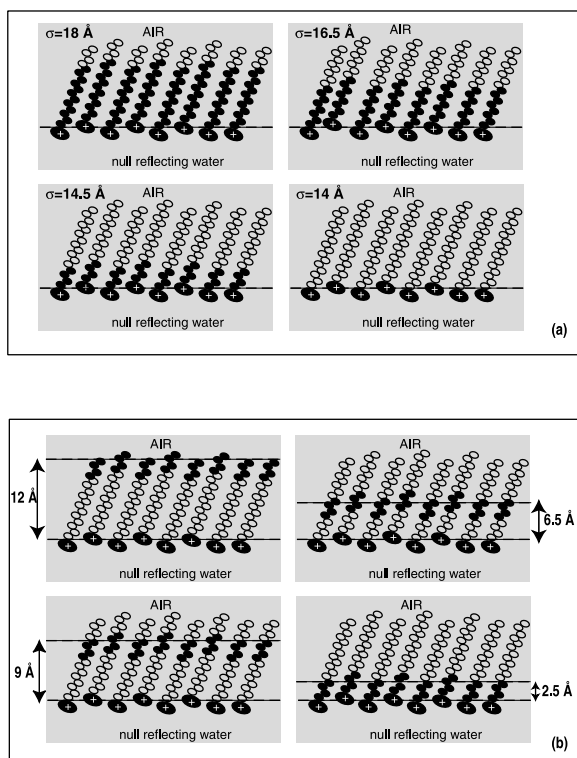 σ=18 Å AIR
null reflecting water
σ=16.5 Å AIR
null reflecting water
σ=14.5 Å AIR
null reflecting water
σ=14 Å AIR
null reflecting water
(a)
AIR
12 Å
null reflecting water
AIR
6.5 Å
null reflecting water
AIR
9 Å
null reflecting water
AIR
2.5 Å
null reflecting water
(b)